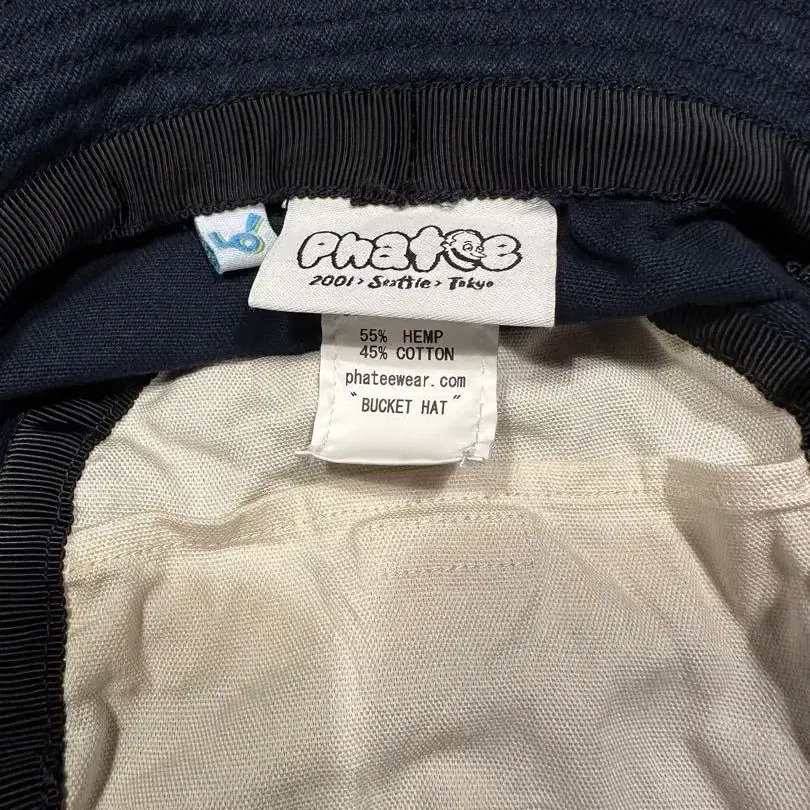 Phatee
2001> Seattle> Tokyo
55% HEMP
45% COTTON
phateewear.com
"BUCKET HAT"